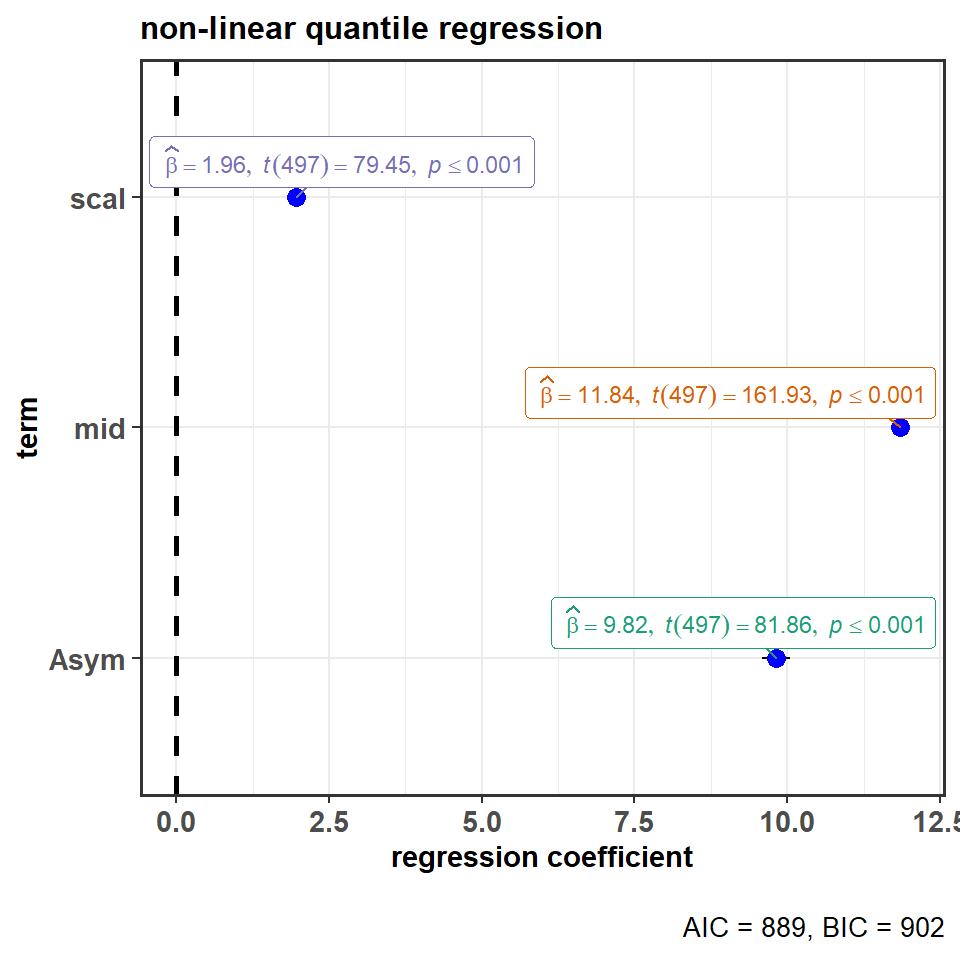 non-linear quantile regression
β̂ = 1.96, t(497) = 79.45, p ≤ 0.001
scal
β̂ = 11.84, t(497) = 161.93, p ≤ 0.001
mid
term
β̂ = 9.82, t(497) = 81.86, p ≤ 0.001
Asym
0.0 2.5 5.0 7.5 10.0 12.5
regression coefficient
AIC = 889, BIC = 902